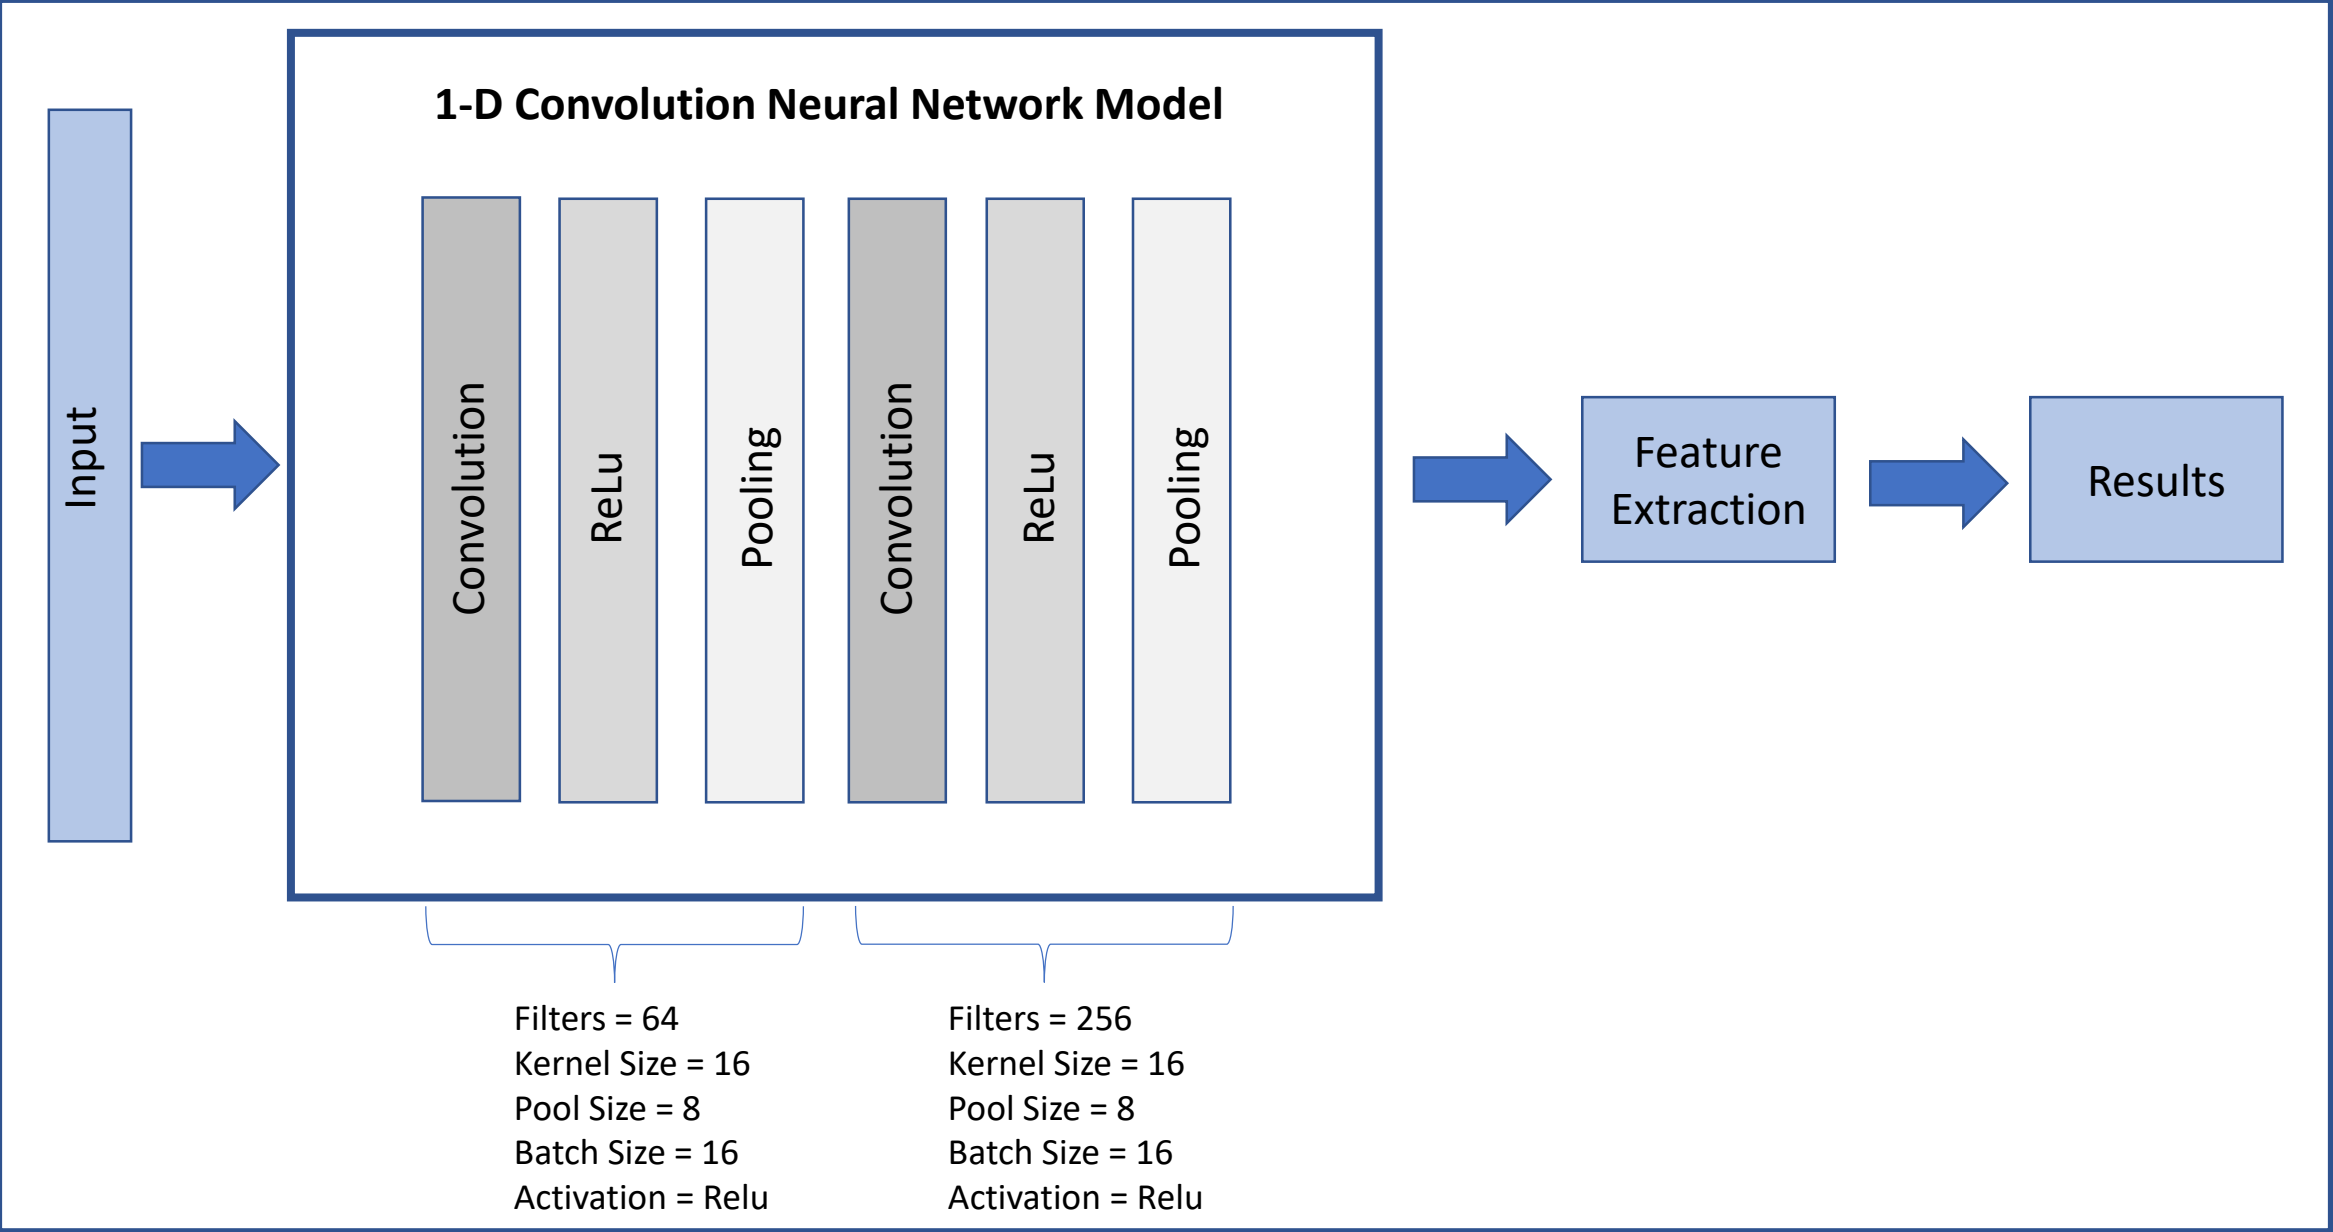 1-D Convolution Neural Network Model
Input
Convolution
ReLu
Pooling
Convolution
ReLu
Pooling
Feature
Extraction
Results
Filters = 64
Kernel Size = 16
Pool Size = 8
Batch Size = 16
Activation = Relu
Filters = 256
Kernel Size = 16
Pool Size = 8
Batch Size = 16
Activation = Relu